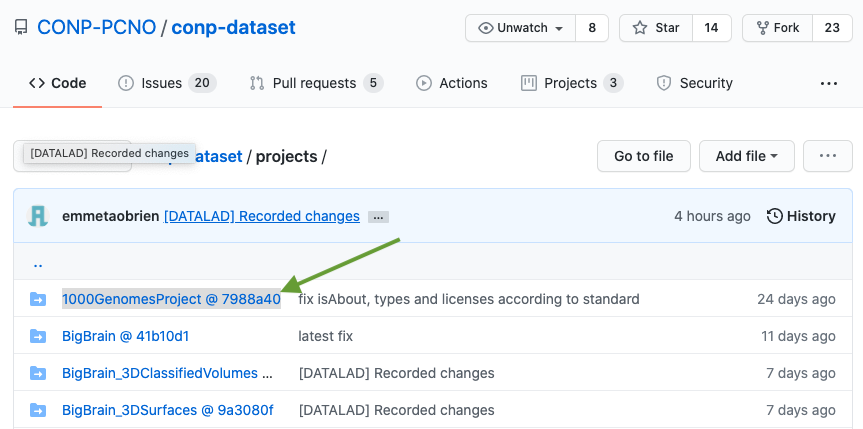 CONP-PCNO / conp-dataset Unwatch 8 Star 14 Fork 23
Code Issues 20 Pull requests 5 Actions Projects 3 Security ...
[DATALAD] Recorded changes ataset / projects / Go to file Add file ...
emmetaobrien [DATALAD] Recorded changes ... 4 hours ago History
..
1000GenomesProject @ 7988a40 fix isAbout, types and licenses according to standard 24 days ago
BigBrain @ 41b10d1 latest fix 11 days ago
BigBrain_3DClassifiedVolumes ... [DATALAD] Recorded changes 7 days ago
BigBrain_3DSurfaces @ 9a3080f [DATALAD] Recorded changes 7 days ago